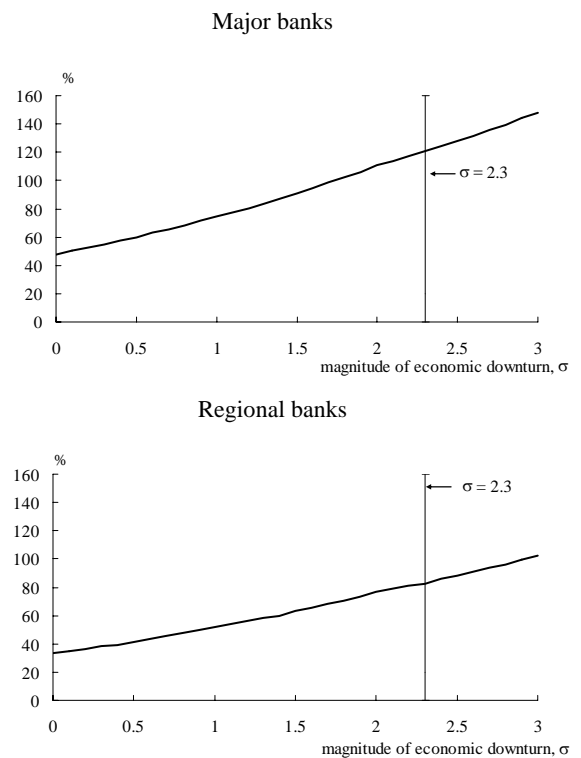 Major banks
%
160
140
120
100
80
60
40
20
0
0 0.5 1 1.5 2 2.5 3
σ = 2.3
magnitude of economic downturn, σ
Regional banks
%
160
140
120
100
80
60
40
20
0
0 0.5 1 1.5 2 2.5 3
σ = 2.3
magnitude of economic downturn, σ